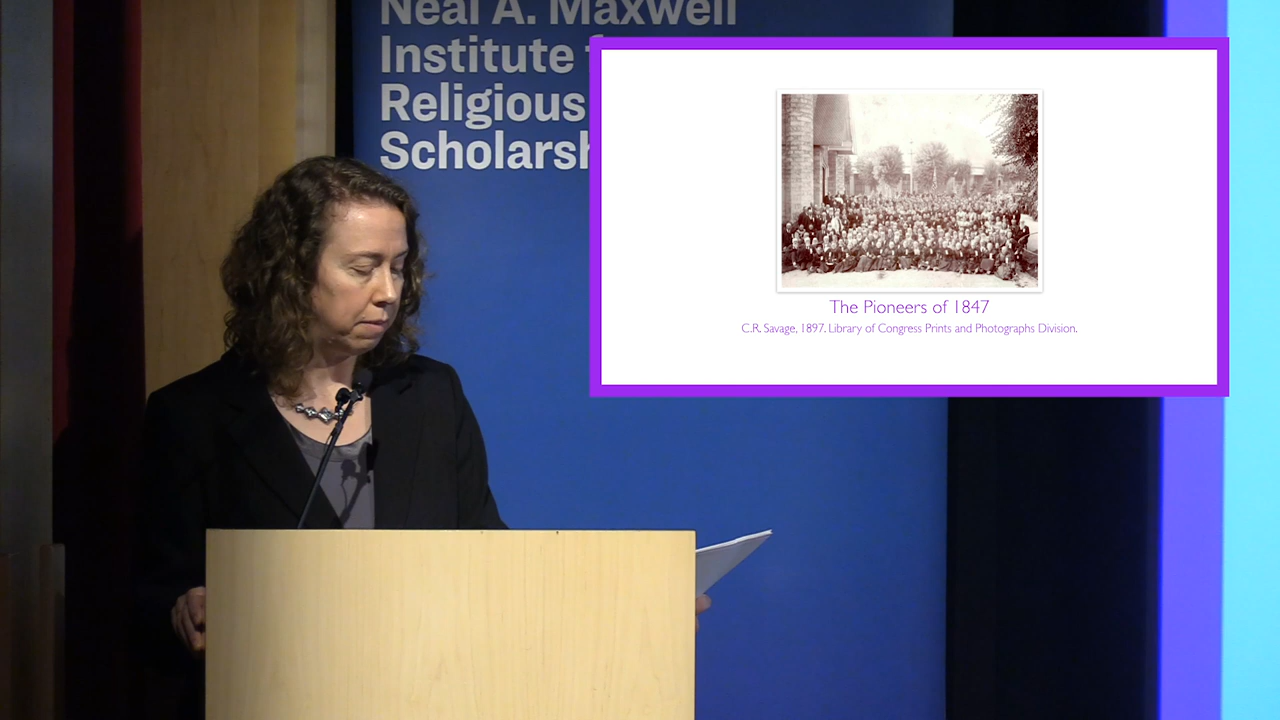 Neal A. Maxwell
Institute
Religious
Scholarsh
The Pioneers of 1847
C.R. Savage, 1897. Library of Congress Prints and Photographs Division.